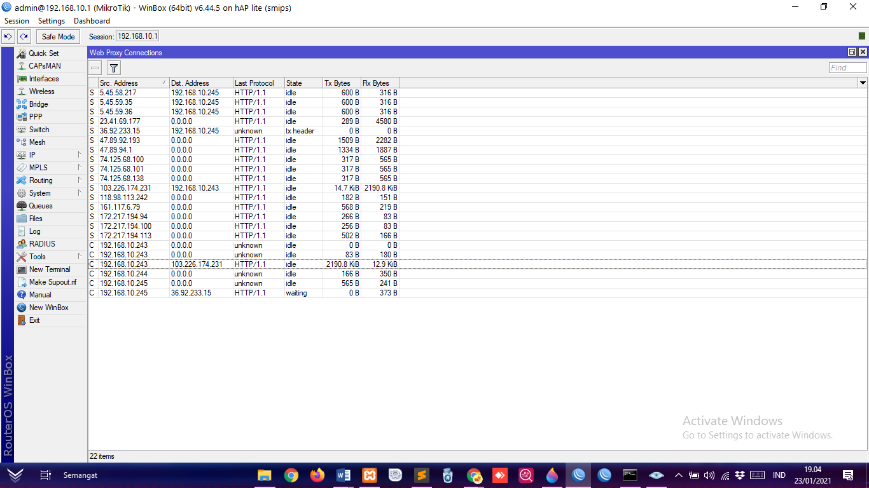 admin@192.168.10.1 (MikroTik) - WinBox (64bit) v6.44.5 on hAP lite (smips)
Session Settings Dashboard
Safe Mode Session: 192.168.10.1
Web Proxy Connections
Find
Src. Address Dst. Address Last Protocol State Tx Bytes Rx Bytes
S 5.45.58.217 192.168.10.245 HTTP/1.1 idle 600 B 316 B
S 5.45.59.35 192.168.10.245 HTTP/1.1 idle 600 B 316 B
S 5.45.59.36 192.168.10.245 HTTP/1.1 idle 600 B 316 B
S 23.41.69.177 0.0.0.0 HTTP/1.1 idle 289 B 4580 B
S 36.92.233.15 192.168.10.245 unknown tx header 0 B 0 B
S 47.89.92.193 0.0.0.0 HTTP/1.1 idle 1509 B 2282 B
S 47.89.94.1 0.0.0.0 HTTP/1.1 idle 1334 B 1887 B
S 74.125.68.100 0.0.0.0 HTTP/1.1 idle 317 B 565 B
S 74.125.68.101 0.0.0.0 HTTP/1.1 idle 317 B 565 B
S 74.125.68.138 0.0.0.0 HTTP/1.1 idle 317 B 565 B
S 103.226.174.231 192.168.10.243 HTTP/1.1 idle 14.7 KiB 2190.8 KiB
S 118.98.113.242 0.0.0.0 HTTP/1.1 idle 182 B 151 B
S 161.117.6.79 0.0.0.0 HTTP/1.1 idle 568 B 219 B
S 172.217.194.94 0.0.0.0 HTTP/1.1 idle 266 B 83 B
S 172.217.194.100 0.0.0.0 HTTP/1.1 idle 256 B 83 B
S 172.217.194.113 0.0.0.0 HTTP/1.1 idle 502 B 166 B
C 192.168.10.243 0.0.0.0 unknown idle 0 B 0 B
C 192.168.10.243 0.0.0.0 unknown idle 83 B 180 B
C 192.168.10.243 103.226.174.231 HTTP/1.1 idle 2190.8 KiB 12.9 KiB
C 192.168.10.244 0.0.0.0 unknown idle 166 B 350 B
C 192.168.10.245 0.0.0.0 unknown idle 565 B 241 B
C 192.168.10.245 36.92.233.15 HTTP/1.1 waiting 0 B 373 B
Quick Set
CAPsMAN
Interfaces
Wireless
Bridge
PPP
Switch
Mesh
IP
MPLS
Routing
System
Queues
Files
Log
RADIUS
Tools
New Terminal
Make Supout.rif
Manual
New WinBox
Exit
RouterOS WinBox
Activate Windows
Go to Settings to activate Windows.
22 items
Semangat
IND
19.04
23/01/2021